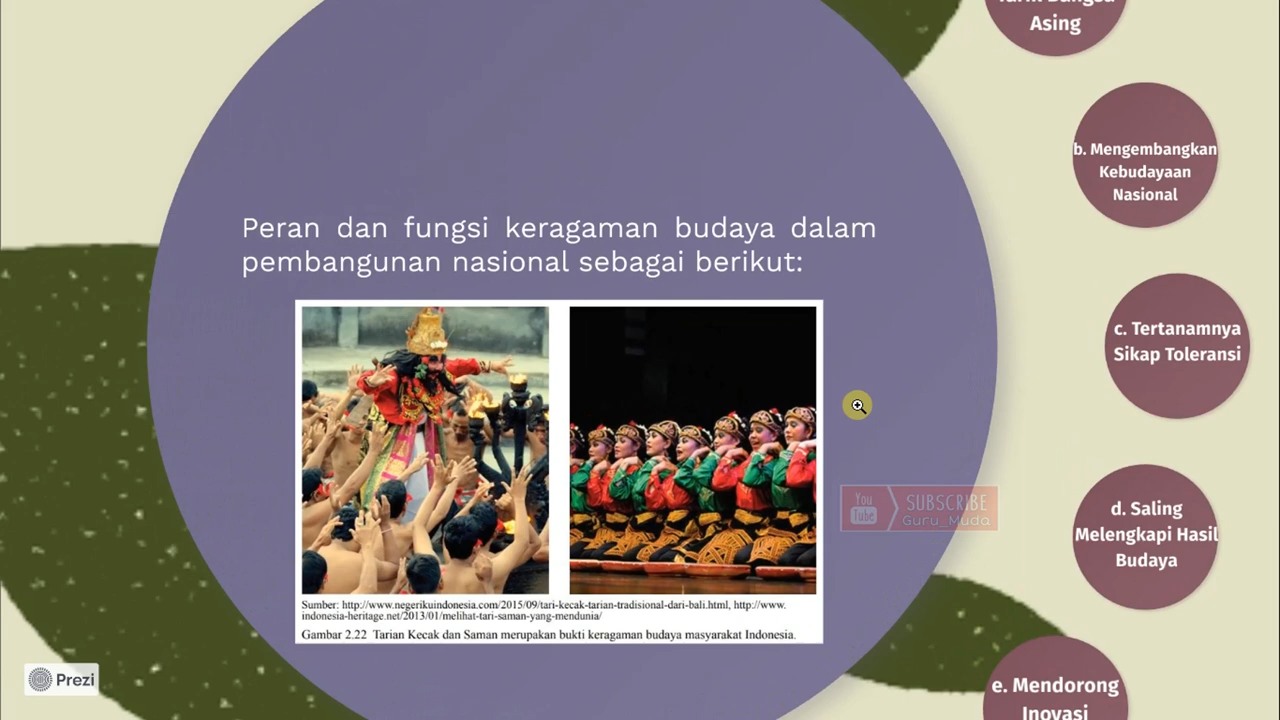 Asing
b. Mengembangkan
Kebudayaan
Nasional
Peran dan fungsi keragaman budaya dalam
pembangunan nasional sebagai berikut:
c. Tertanamnya
Sikap Toleransi
You
Tube
SUBSCRIBE
Guru_Muda
d. Saling
Melengkapi Hasil
Budaya
Sumber: http://www.negerikuindonesia.com/2015/09/tari-kecak-tarian-tradisional-dari-bali.html, http://www.
indonesia-heritage.net/2013/01/melihat-tari-saman-yang-mendunia/
Gambar 2.22 Tarian Kecak dan Saman merupakan bukti keragaman budaya masyarakat Indonesia.
e. Mendorong
Inovasi
Prezi